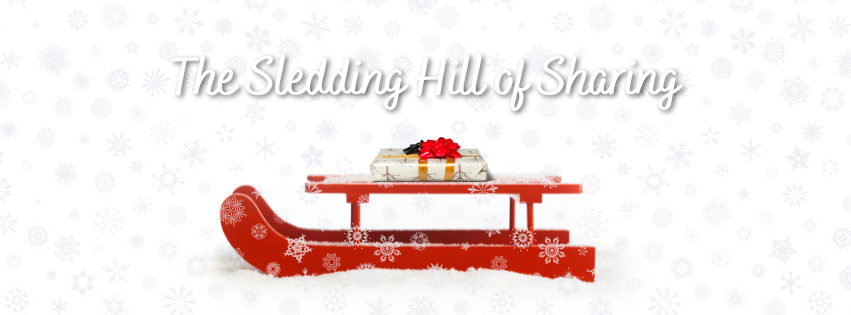 The Sledding Hill of Sharing